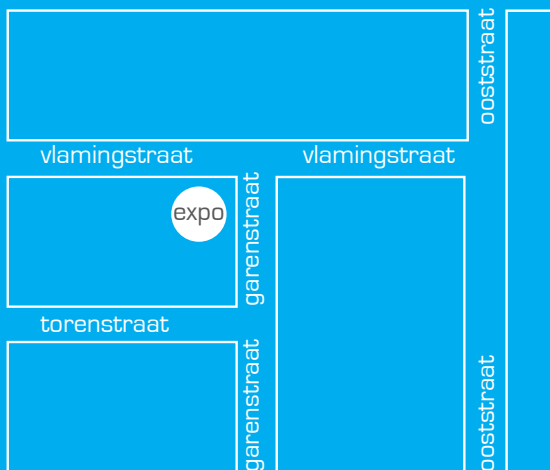 ooststraat
vlamingstraat
vlamingstraat
expo
garenstraat
torenstraat
garenstraat
ooststraat